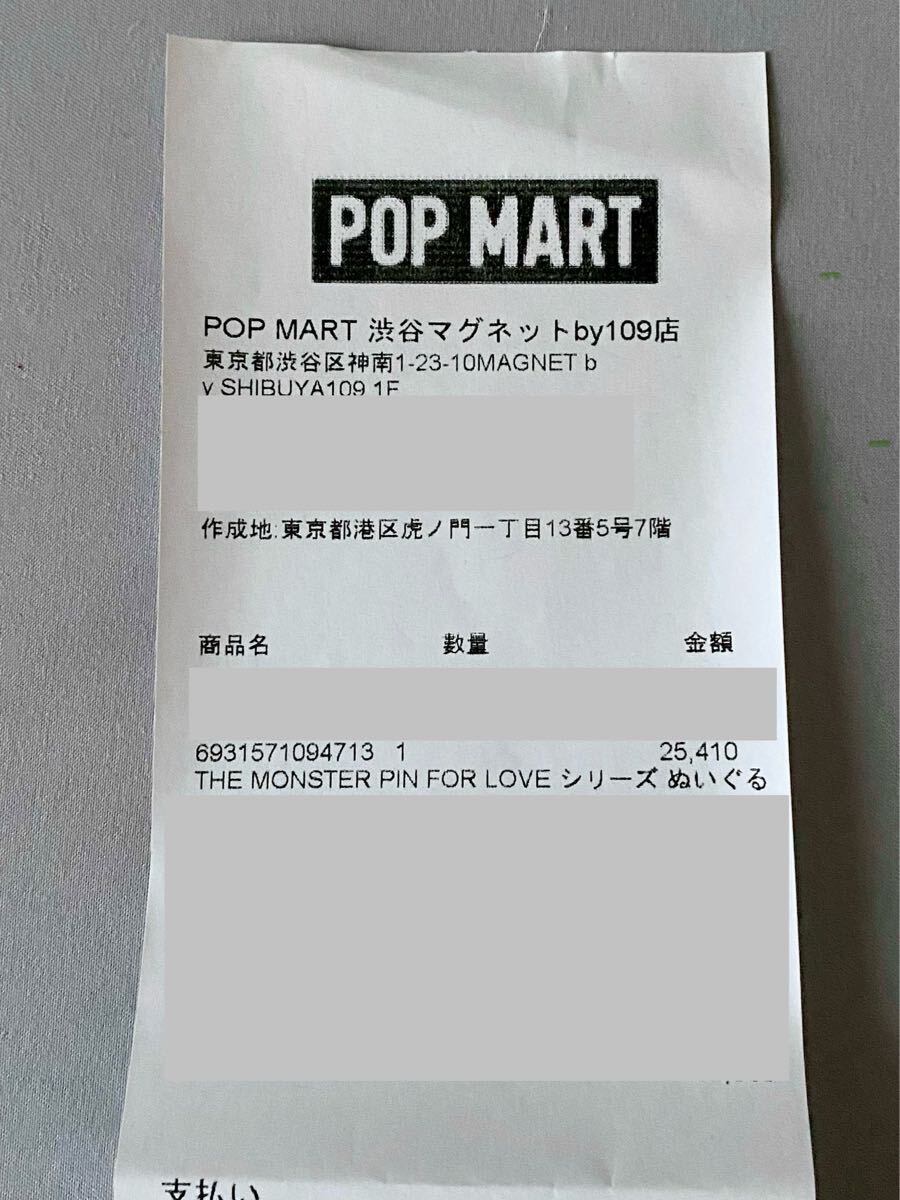 POP MART
POP MART 渋谷マグネットby109店
東京都渋谷区神南1-23-10MAGNET b
y SHIBUYA109 1F
作成地:東京都港区虎ノ門一丁目13番5号7階
商品名 数量 金額
6931571094713 1 25,410
THE MONSTER PIN FOR LOVE シリーズ ぬいぐる
支払い